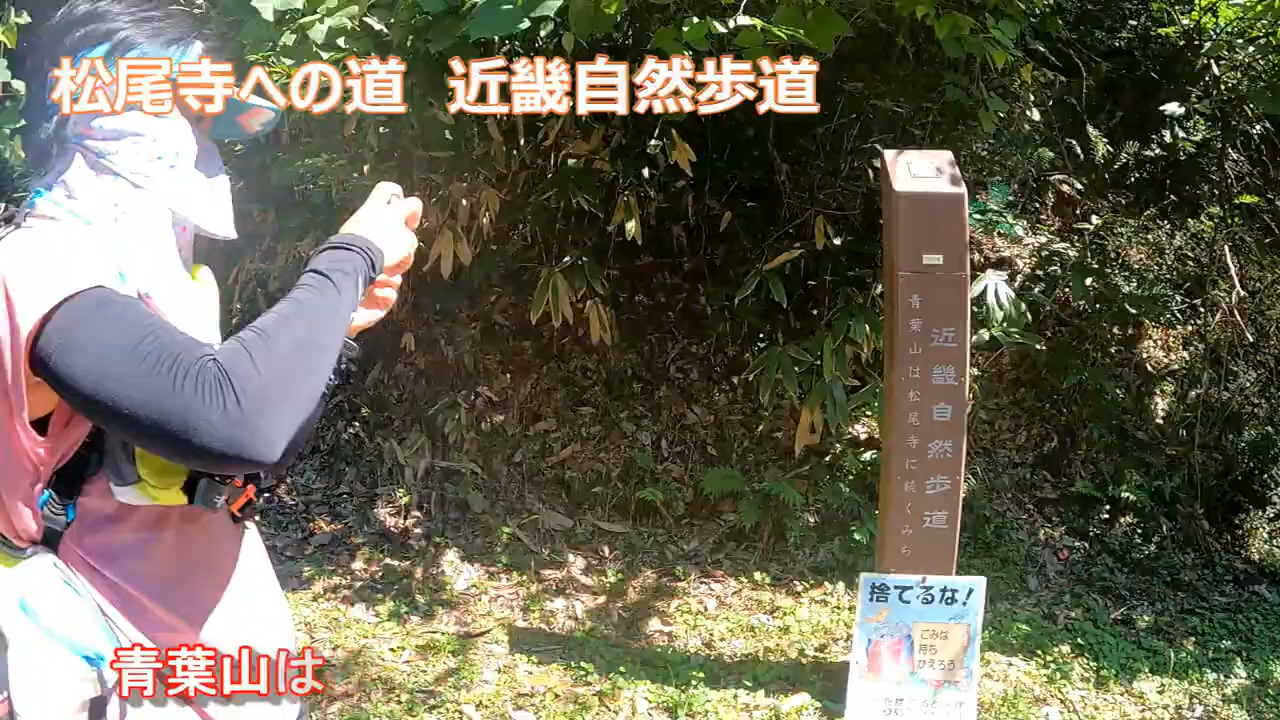 松尾寺への道 近畿自然歩道
近畿自然歩道
青葉山は松尾寺に続くみち
捨てるな!
ごみは
持ち
かえろう
青葉山は